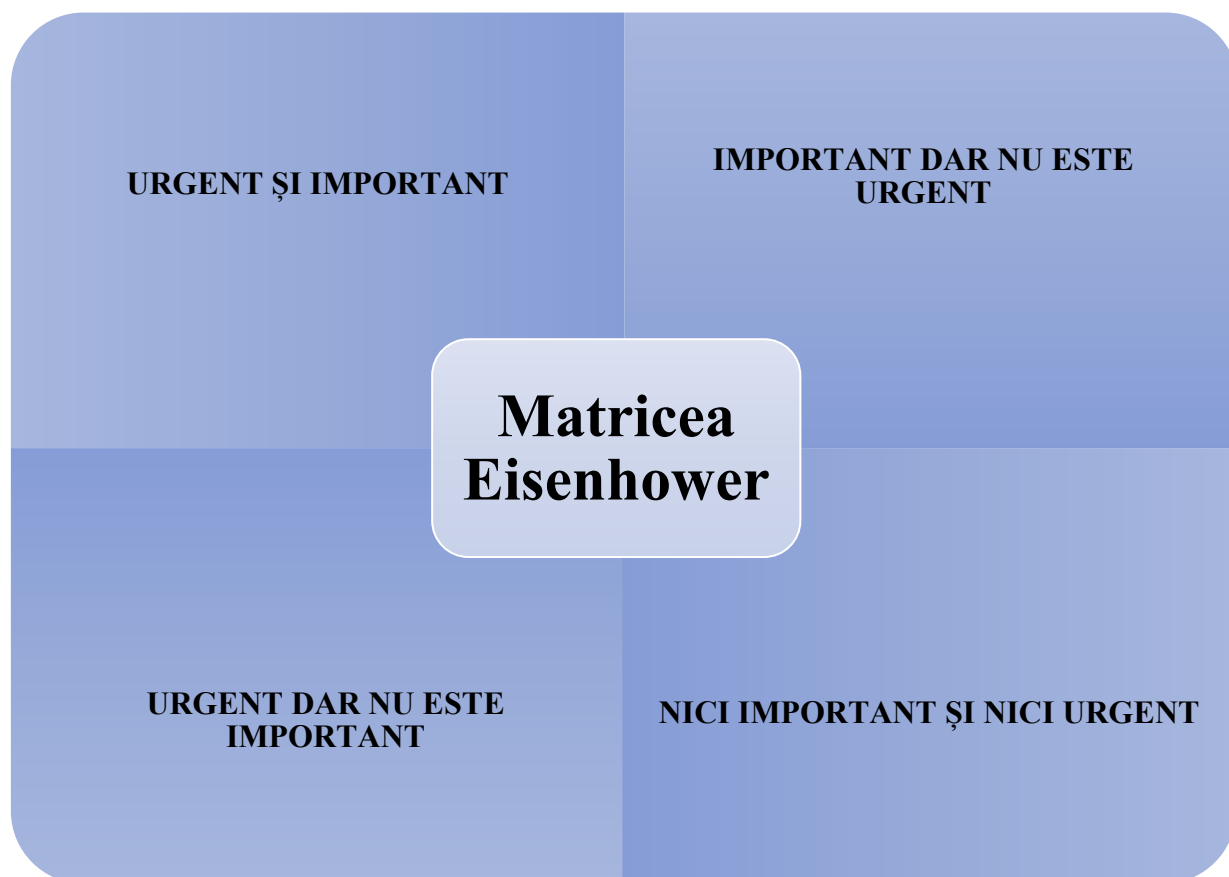 URGENT ȘI IMPORTANT
IMPORTANT DAR NU ESTE
URGENT
Matricea
Eisenhower
URGENT DAR NU ESTE
IMPORTANT
NICI IMPORTANT ȘI NICI URGENT